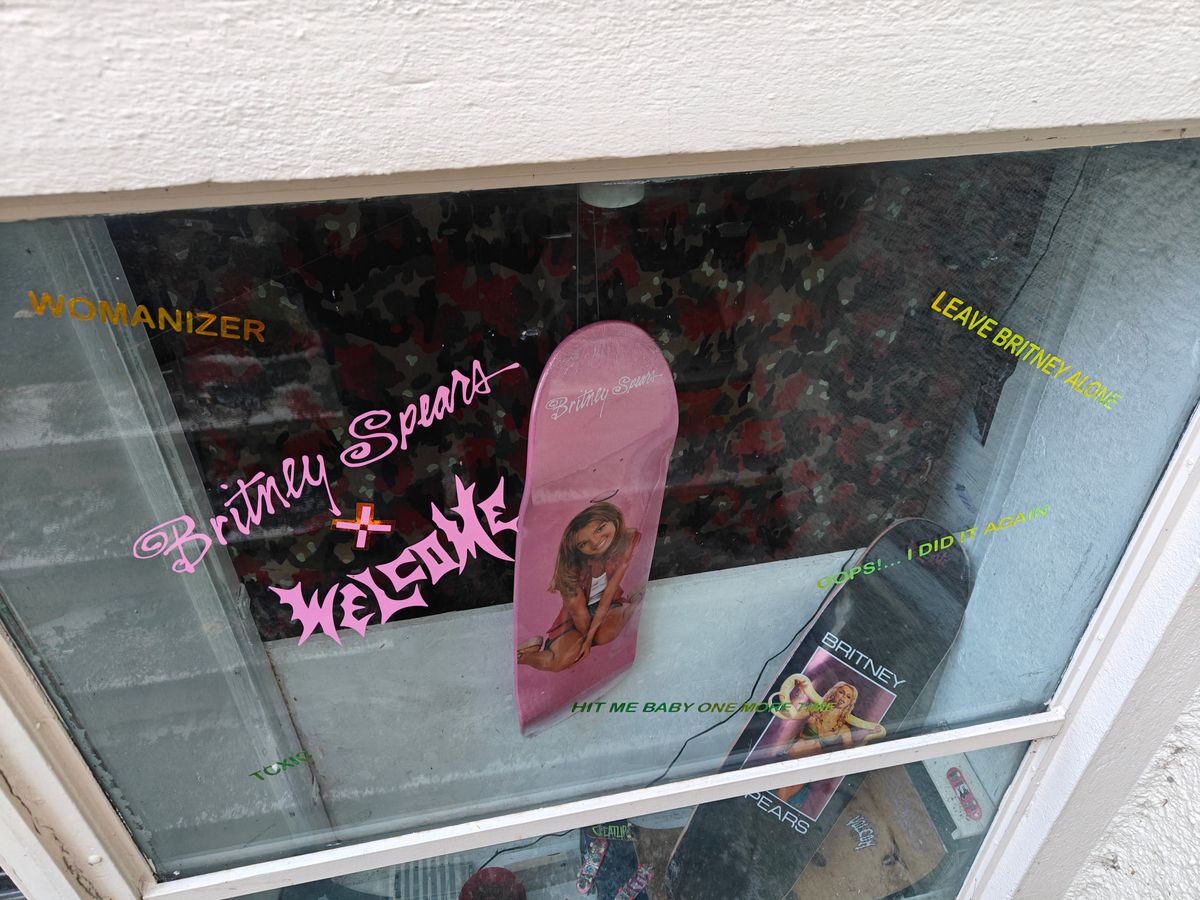 WOMANIZER
LEAVE BRITNEY ALONE
Britney Spears
+
WELCOME
Britney Spears
OOPS!... I DID IT AGAIN
BRITNEY
SPEARS
HIT ME BABY ONE MORE TIME
TOXIC
CREATURE